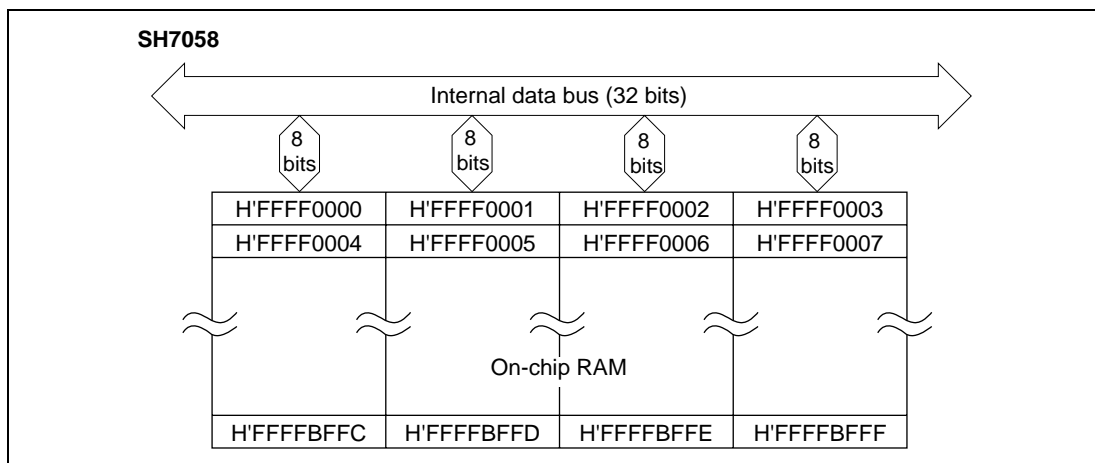 SH7058
Internal data bus (32 bits)
8 bits
8 bits
8 bits
8 bits
H'FFFF0000 H'FFFF0001 H'FFFF0002 H'FFFF0003
H'FFFF0004 H'FFFF0005 H'FFFF0006 H'FFFF0007
On-chip RAM
H'FFFFBFFC H'FFFFBFFD H'FFFFBFFE H'FFFFBFFF